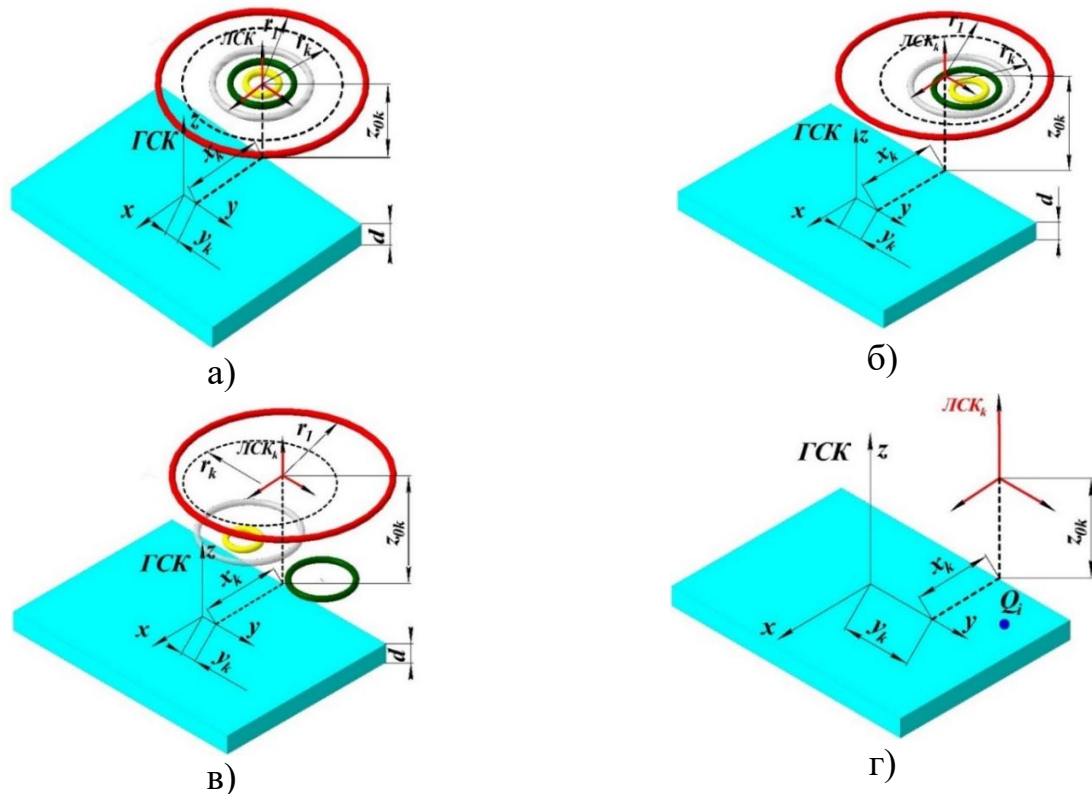 r₁
ЛСК
rₖ
z₀ₖ
ГСК
z
xₖ
x
y
yₖ
d
а)
r₁
ЛСКₖ
rₖ
z₀ₖ
ГСК
z
xₖ
x
y
yₖ
d
б)
r₁
rₖ
ЛСКₖ
z₀ₖ
ГСК
z
xₖ
x
y
yₖ
d
в)
ЛСКₖ
ГСК
z
z₀ₖ
xₖ
Qᵢ
x
yₖ
y
г)